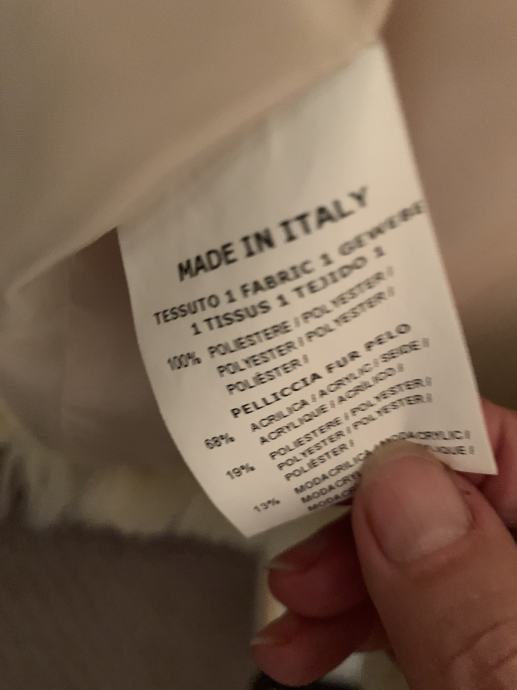 MADE IN ITALY
TESSUTO 1 FABRIC 1 GEWEBE
1 TISSUS 1 TEJIDO 1
100% POLIESTERE / POLYESTER //
POLYESTER / POLYESTER //
POLIÉSTER //
PELLICCIA FUR PELO
68% ACRILICA / ACRYLIC / SEIDE //
ACRYLIQUE / ACRÍLICO //
19% POLIESTERE / POLYESTER //
POLYESTER / POLYESTER //
POLIÉSTER /
13% MODACRILICA